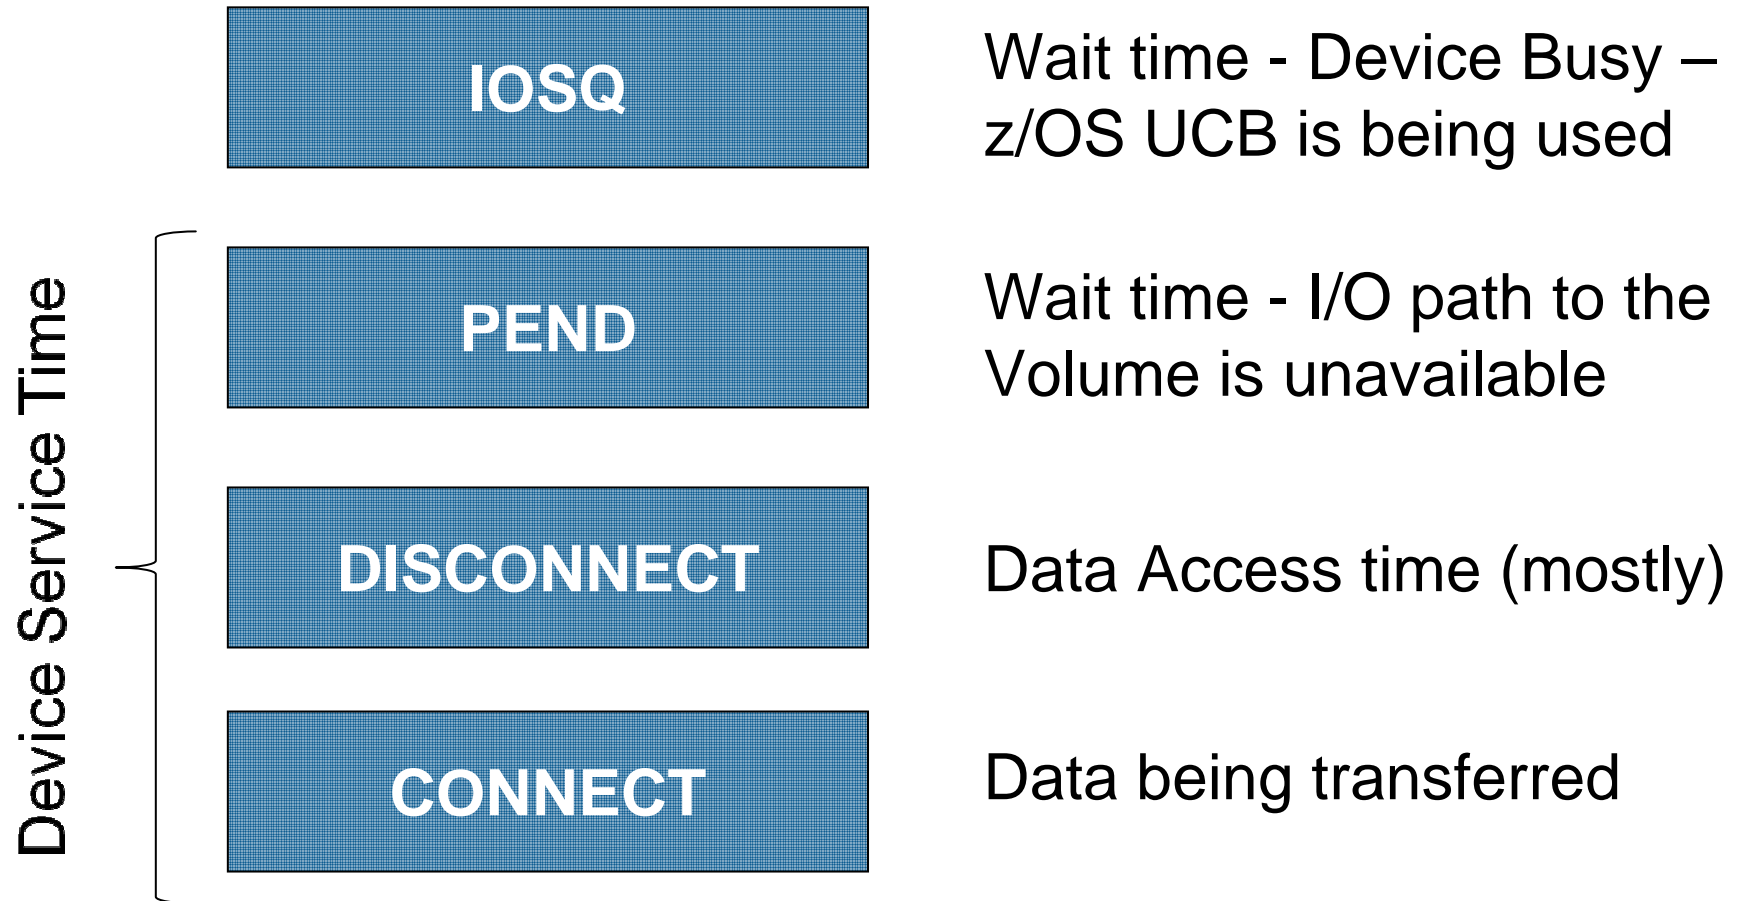 IOSQ
Wait time - Device Busy –
z/OS UCB is being used
Device Service Time
PEND
Wait time - I/O path to the
Volume is unavailable
DISCONNECT
Data Access time (mostly)
CONNECT
Data being transferred